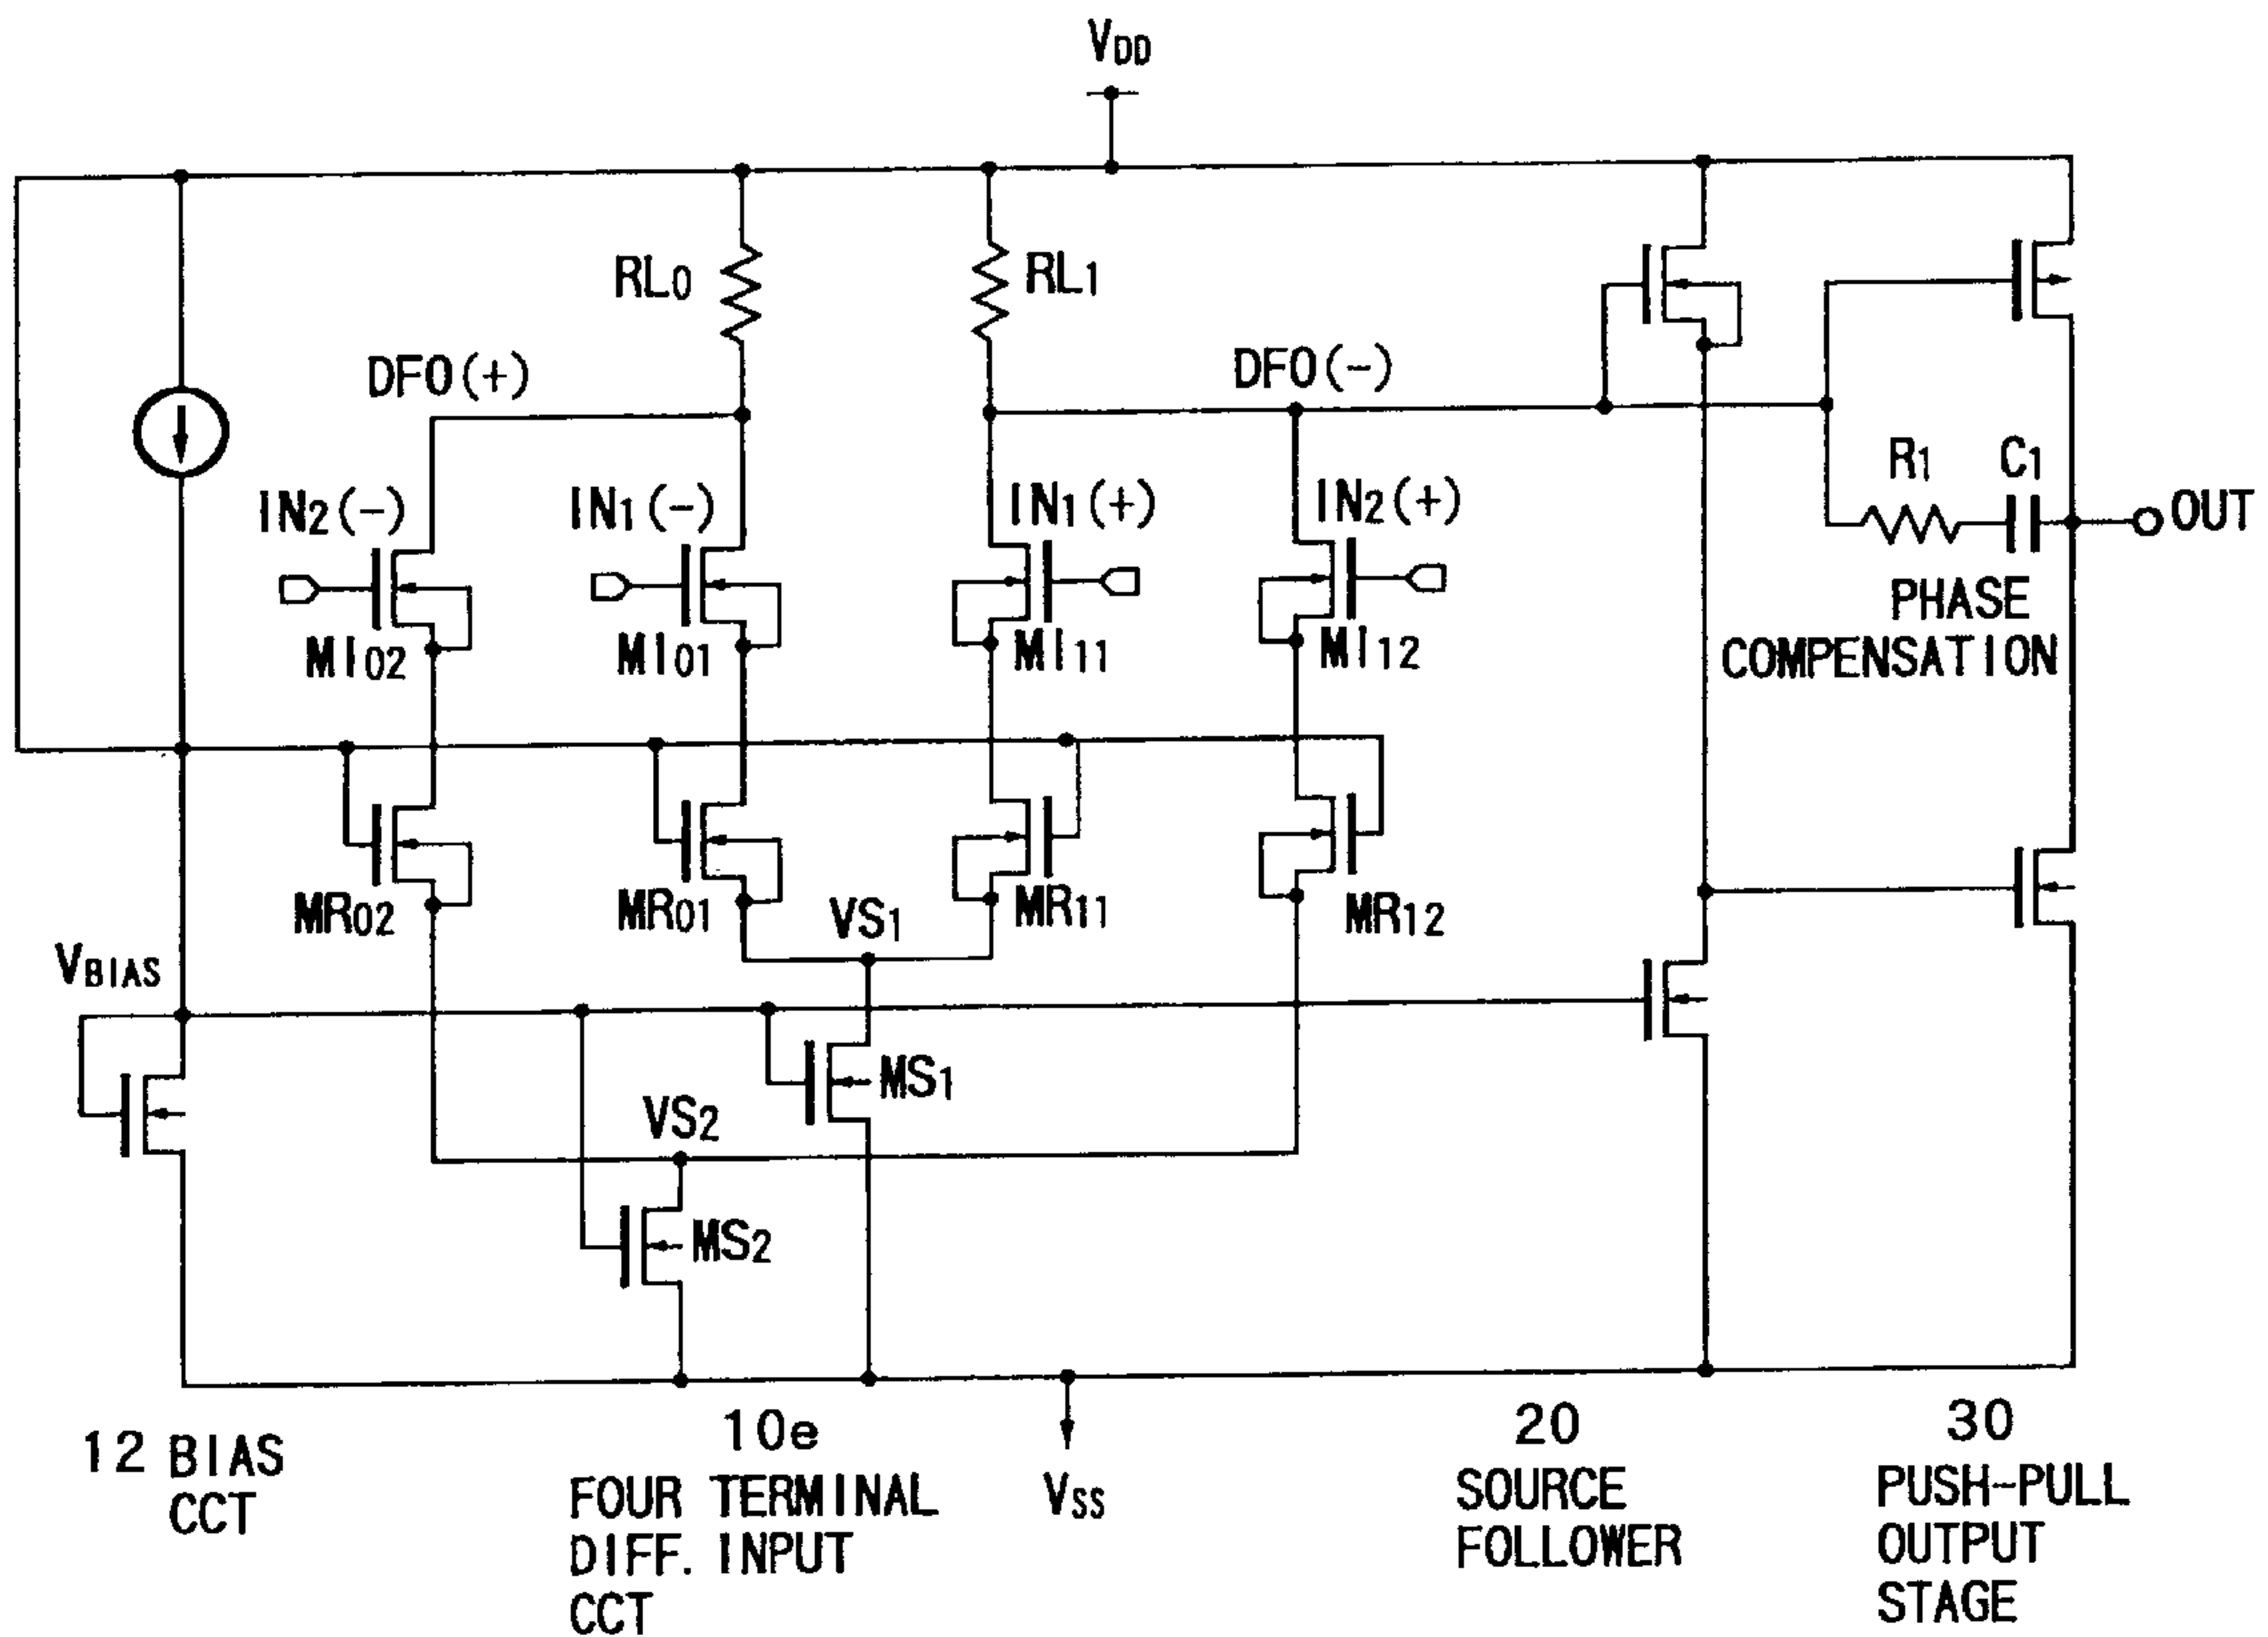 VDD
RL0
RL1
DFO(+)
DFO(-)
R1
C1
IN2(-)
IN1(-)
IN1(+)
IN2(+)
OUT
PHASE
COMPENSATION
MI02
MI01
MI11
MI12
MR02
MR01
VS1
MR11
MR12
VBIAS
MS1
VS2
MS2
12 BIAS
CCT
10e
FOUR TERMINAL
DIFF. INPUT
CCT
VSS
20
SOURCE
FOLLOWER
30
PUSH-PULL
OUTPUT
STAGE